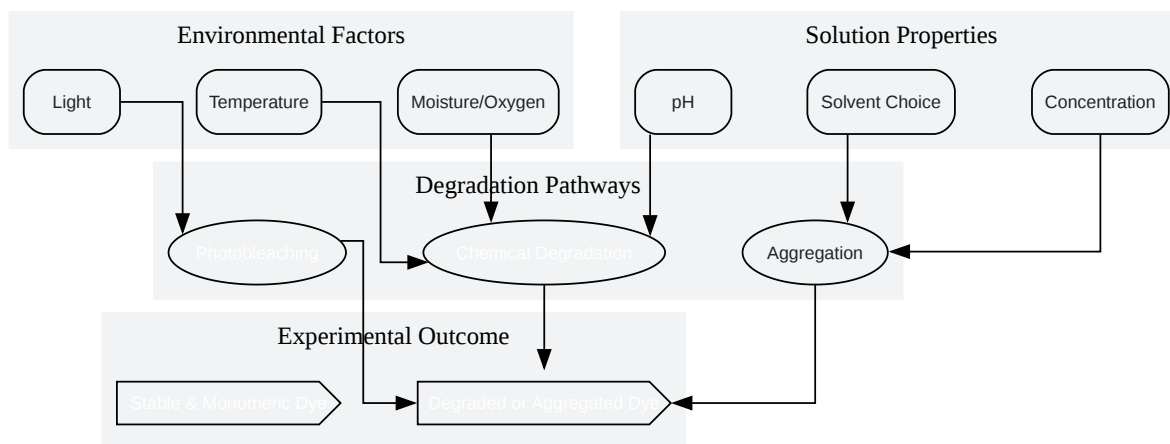 Environmental Factors
Solution Properties
Light
Temperature
Moisture/Oxygen
pH
Solvent Choice
Concentration
Degradation Pathways
Photobleaching
Chemical Degradation
Aggregation
Experimental Outcome
Stable & Monomeric Dye
Degraded or Aggregated Dye